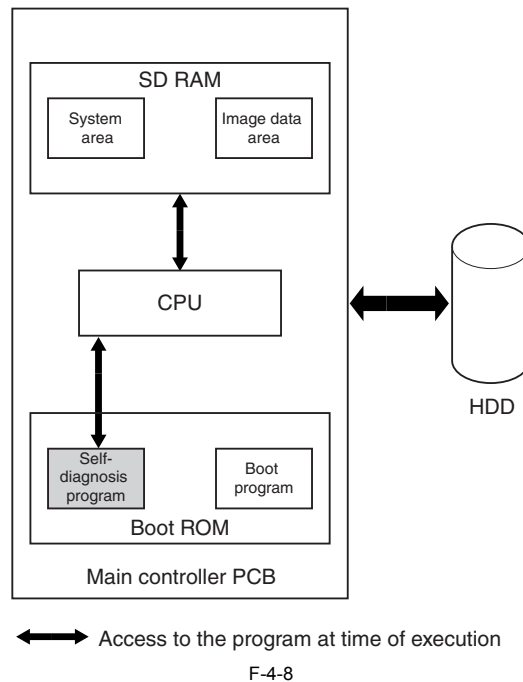 SD RAM
System
area
Image data
area
CPU
HDD
Self-
diagnosis
program
Boot
program
Boot ROM
Main controller PCB
Access to the program at time of execution
F-4-8